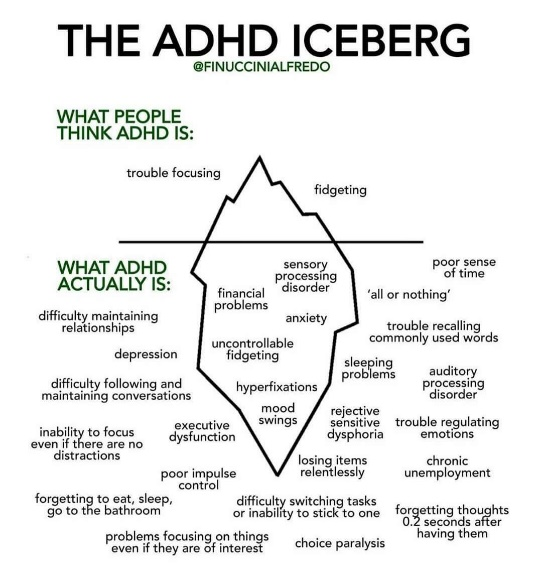 THE ADHD ICEBERG
@FINUCCINIALFREDO
WHAT PEOPLE
THINK ADHD IS:
trouble focusing
fidgeting
WHAT ADHD
ACTUALLY IS:
sensory
processing
disorder
poor sense
of time
financial
problems
'all or nothing'
difficulty maintaining
relationships
anxiety
trouble recalling
commonly used words
depression
uncontrollable
fidgeting
sleeping
problems
auditory
processing
disorder
difficulty following and
maintaining conversations
hyperfixations
mood
swings
rejective
sensitive
dysphoria
trouble regulating
emotions
inability to focus
even if there are no
distractions
executive
dysfunction
losing items
relentlessly
chronic
unemployment
poor impulse
control
forgetting to eat, sleep,
go to the bathroom
difficulty switching tasks
or inability to stick to one
forgetting thoughts
0.2 seconds after
having them
problems focusing on things
even if they are of interest
choice paralysis